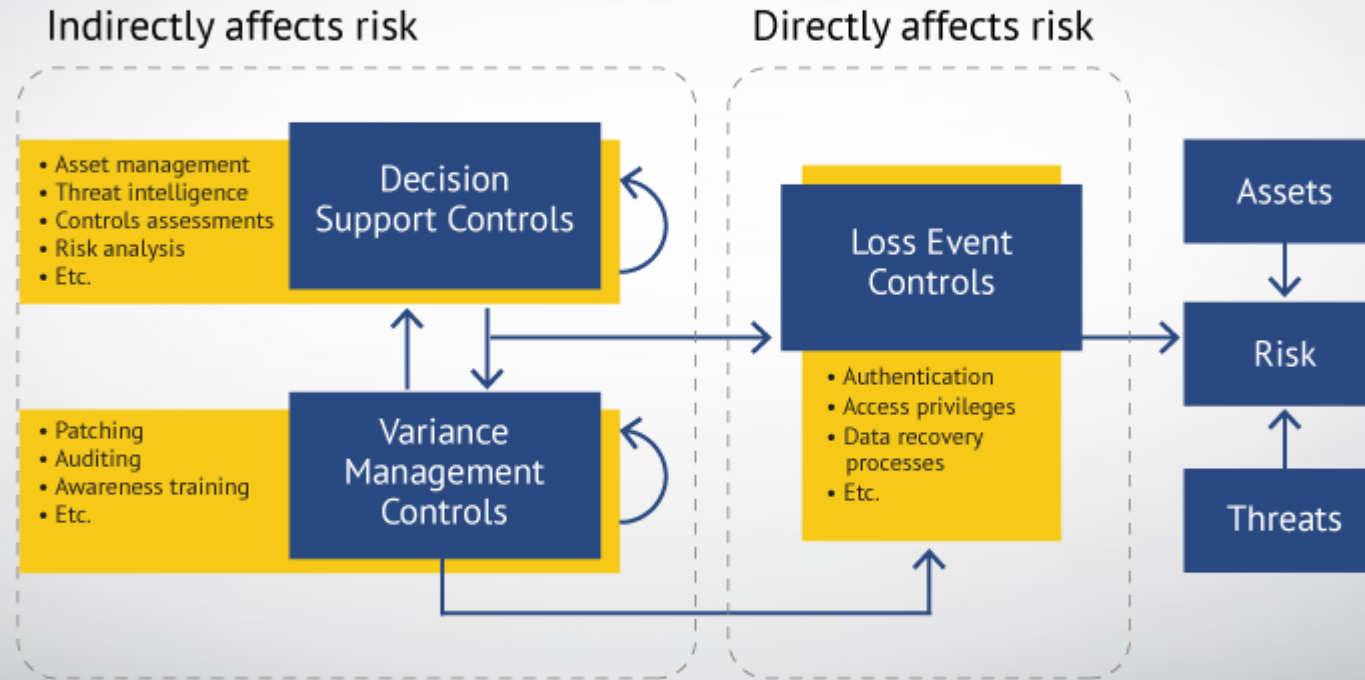 Indirectly affects risk
Directly affects risk
• Asset management
• Threat intelligence
• Controls assessments
• Risk analysis
• Etc.
Decision
Support Controls
• Patching
• Auditing
• Awareness training
• Etc.
Variance
Management
Controls
Loss Event
Controls
• Authentication
• Access privileges
• Data recovery
processes
• Etc.
Assets
Risk
Threats